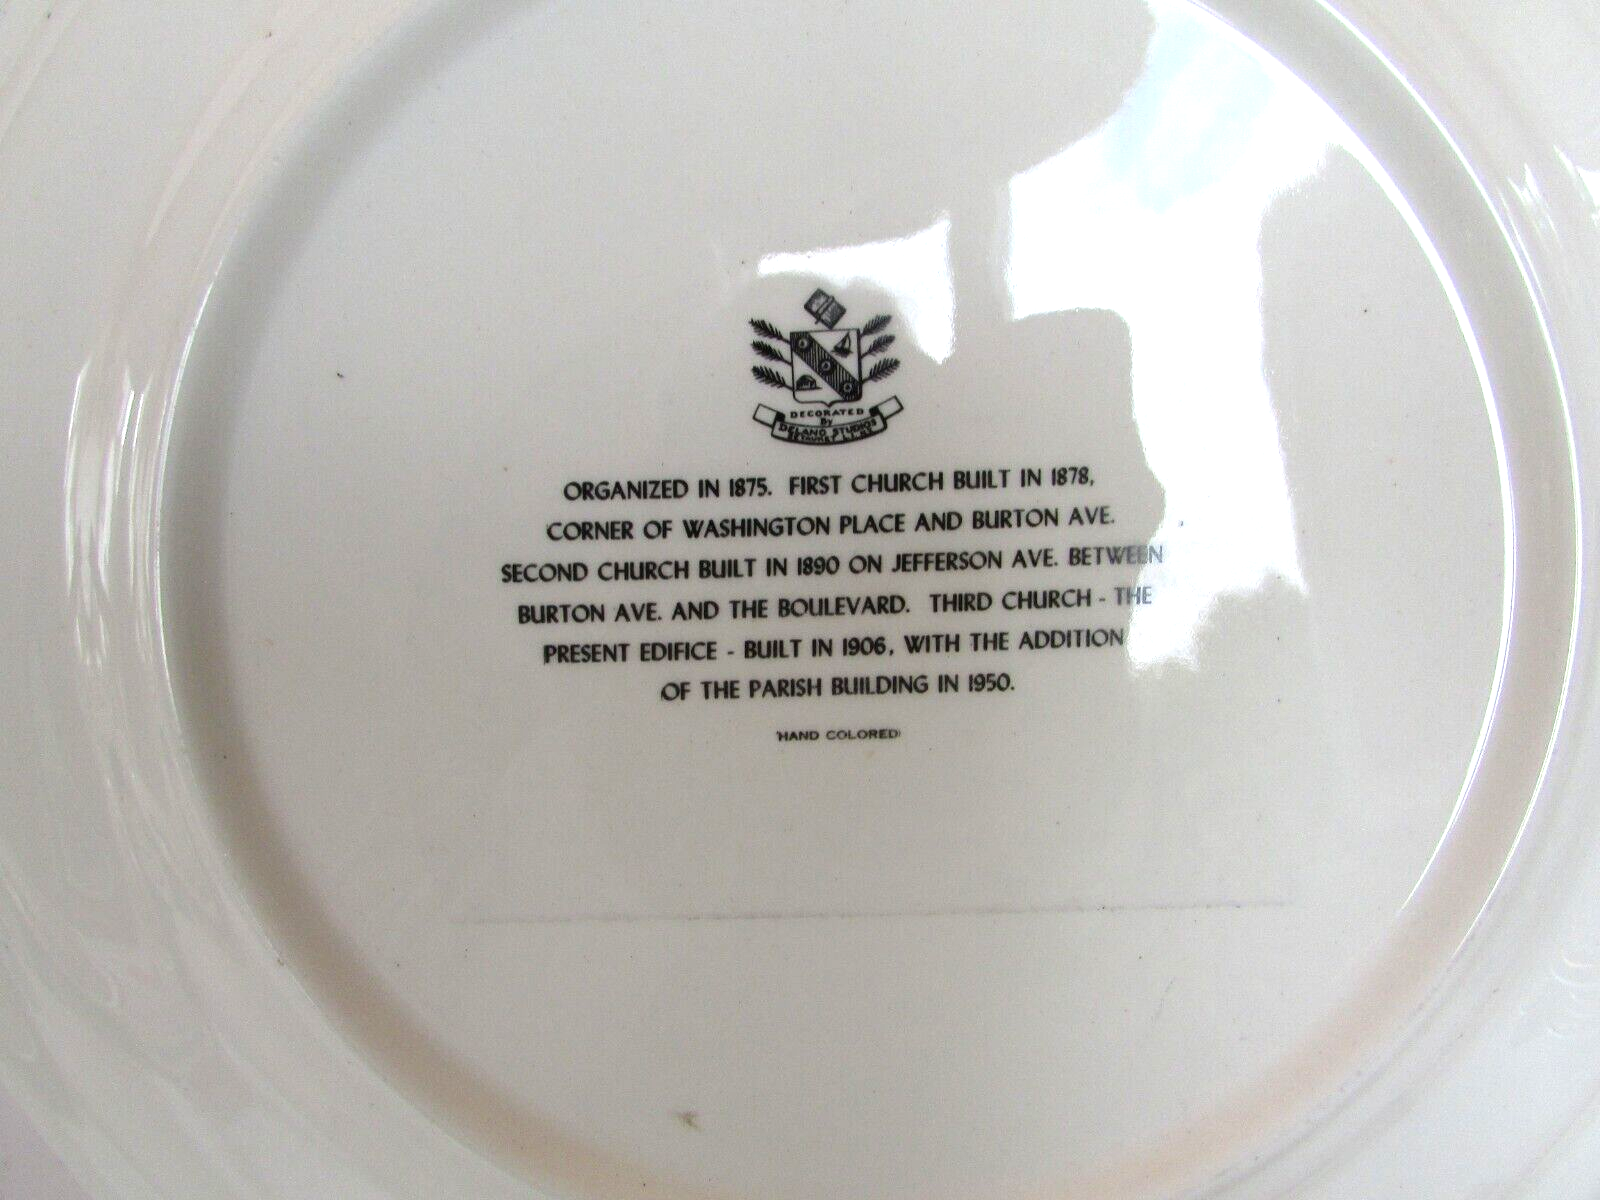 DECORATED
By
DELANO STUDIOS
SETAUKET L.I. N.Y.
ORGANIZED IN 1875. FIRST CHURCH BUILT IN 1878,
CORNER OF WASHINGTON PLACE AND BURTON AVE.
SECOND CHURCH BUILT IN 1890 ON JEFFERSON AVE. BETWEEN
BURTON AVE. AND THE BOULEVARD. THIRD CHURCH - THE
PRESENT EDIFICE - BUILT IN 1906, WITH THE ADDITION
OF THE PARISH BUILDING IN 1950.
HAND COLORED